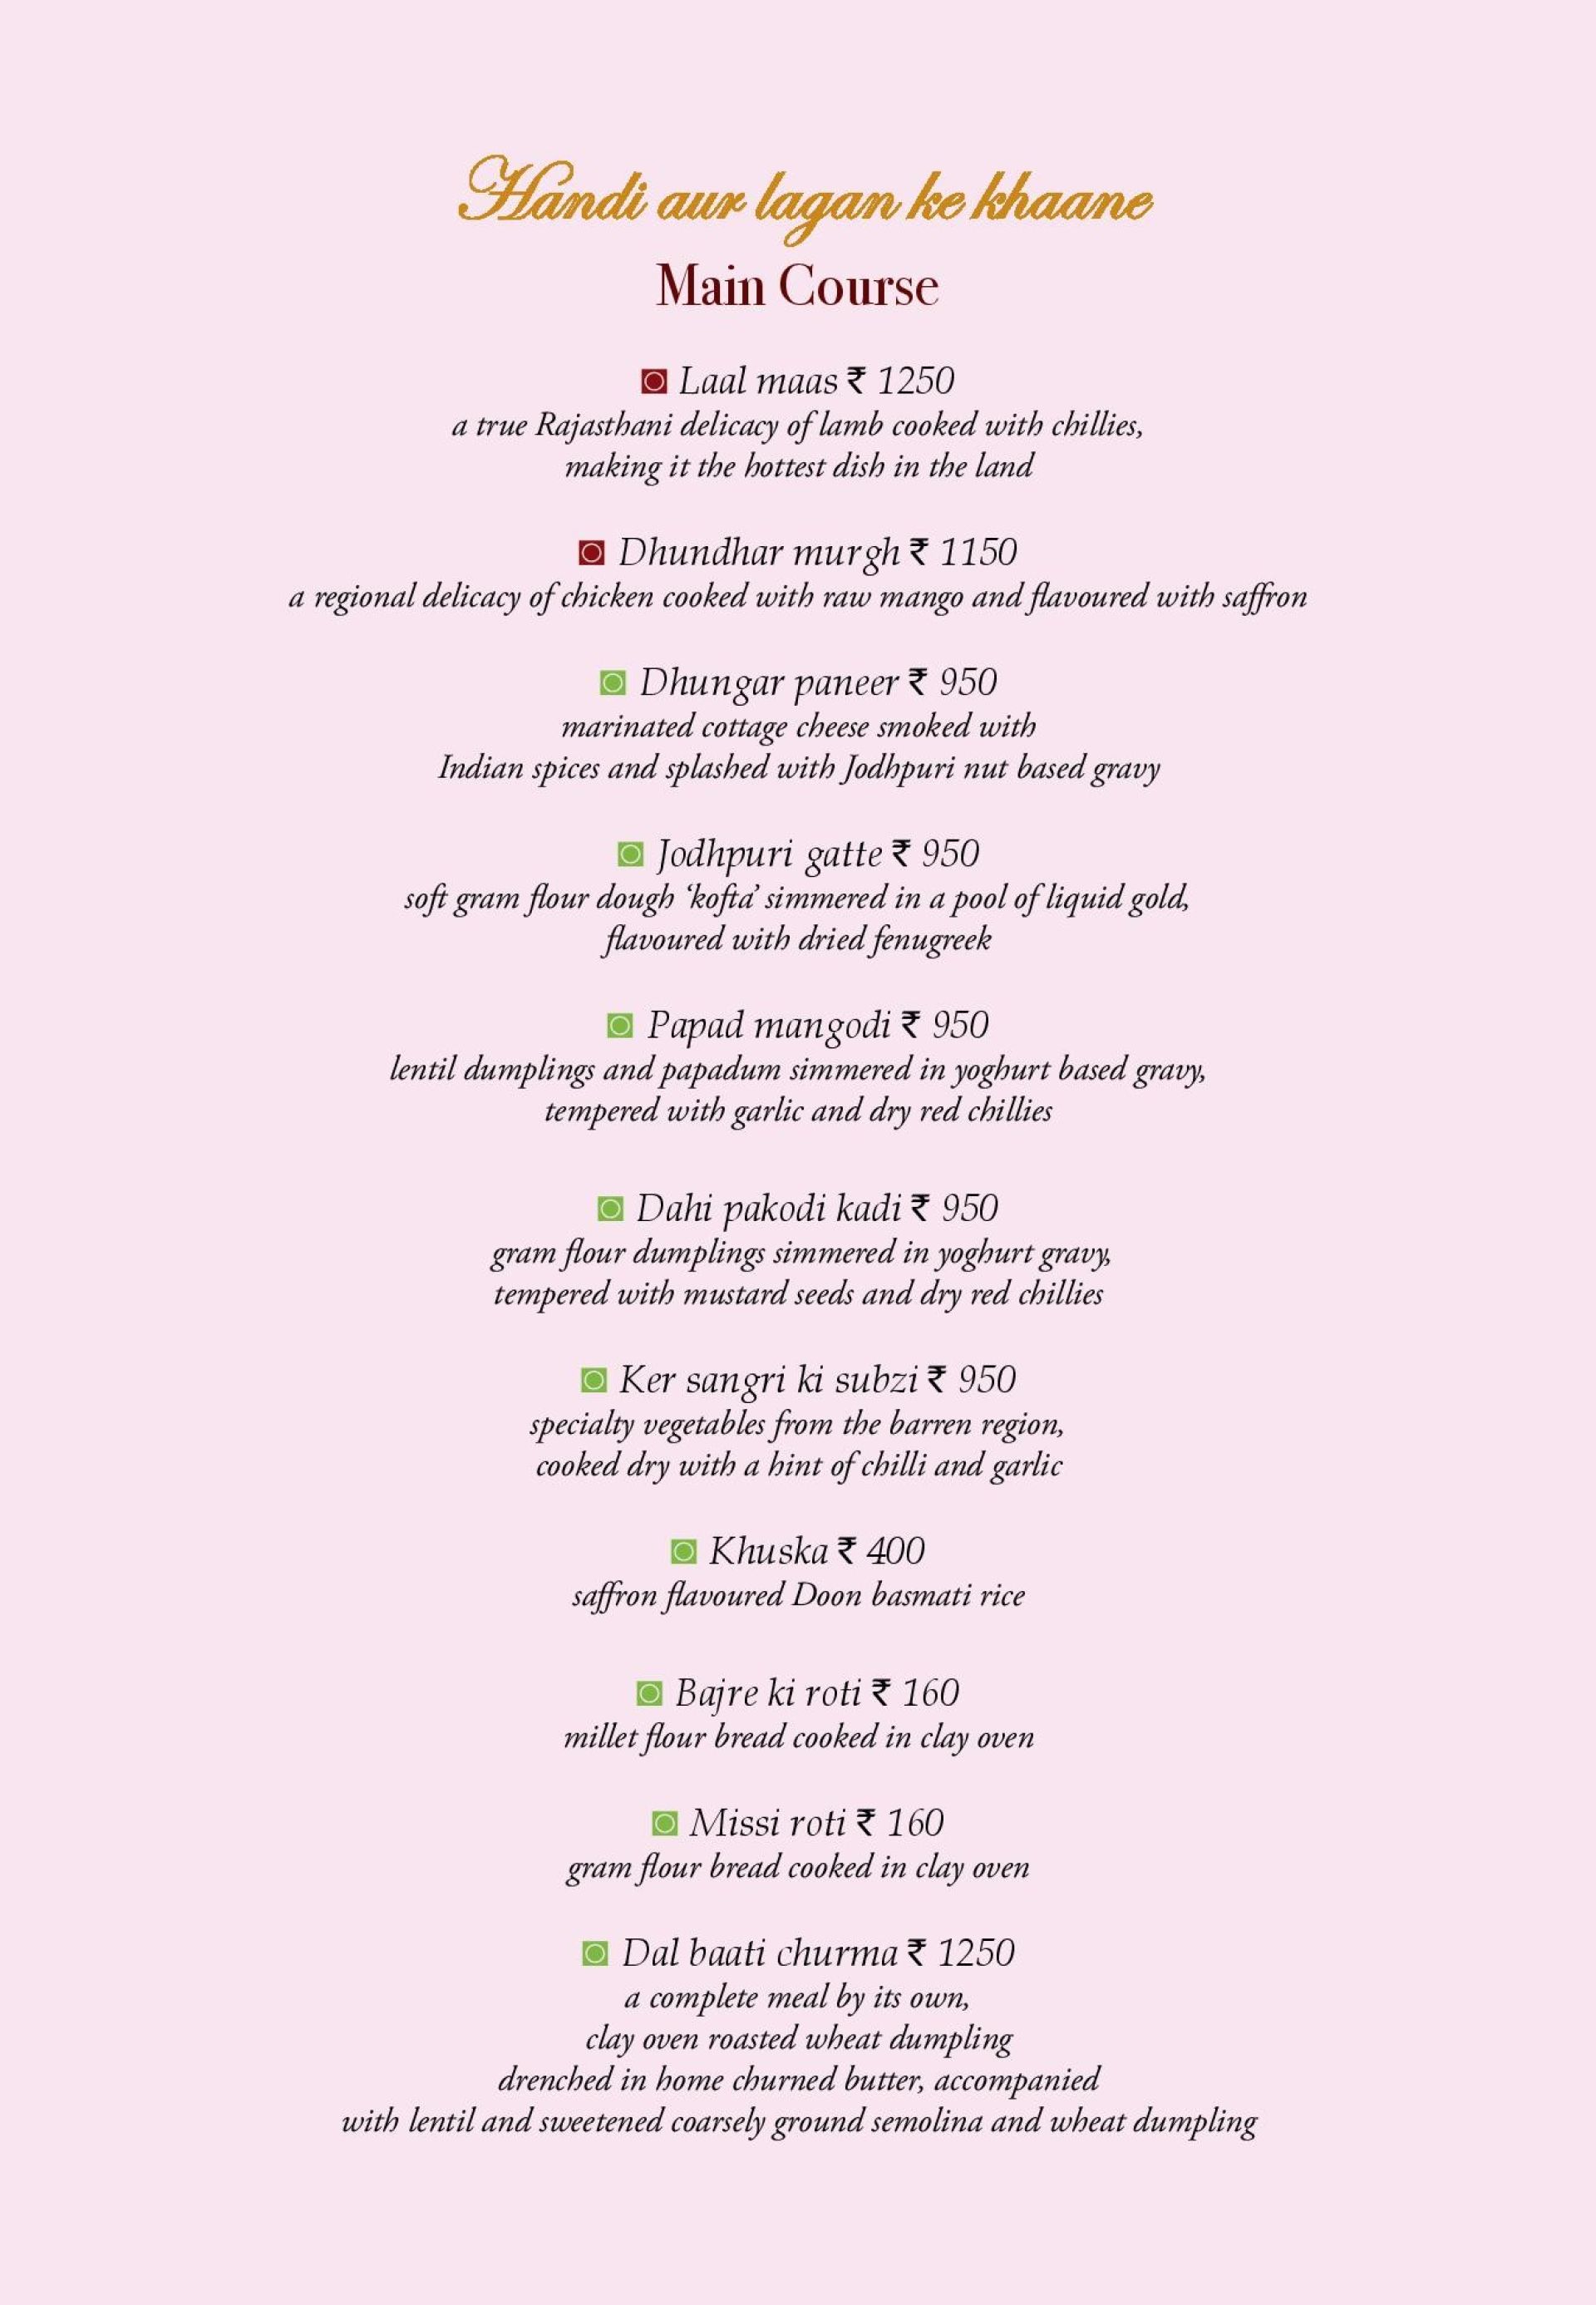 Handi aur lagan ke khaane
Main Course
Laal maas ₹ 1250
a true Rajasthani delicacy of lamb cooked with chillies,
making it the hottest dish in the land
Dhundhar murgh ₹ 1150
a regional delicacy of chicken cooked with raw mango and flavoured with saffron
Dhungar paneer ₹ 950
marinated cottage cheese smoked with
Indian spices and splashed with Jodhpuri nut based gravy
Jodhpuri gatte ₹ 950
soft gram flour dough ‘kofta’ simmered in a pool of liquid gold,
flavoured with dried fenugreek
Papad mangodi ₹ 950
lentil dumplings and papadum simmered in yoghurt based gravy,
tempered with garlic and dry red chillies
Dahi pakodi kadi ₹ 950
gram flour dumplings simmered in yoghurt gravy,
tempered with mustard seeds and dry red chillies
Ker sangri ki subzi ₹ 950
specialty vegetables from the barren region,
cooked dry with a hint of chilli and garlic
Khuska ₹ 400
saffron flavoured Doon basmati rice
Bajre ki roti ₹ 160
millet flour bread cooked in clay oven
Missi roti ₹ 160
gram flour bread cooked in clay oven
Dal baati churma ₹ 1250
a complete meal by its own,
clay oven roasted wheat dumpling
drenched in home churned butter, accompanied
with lentil and sweetened coarsely ground semolina and wheat dumpling